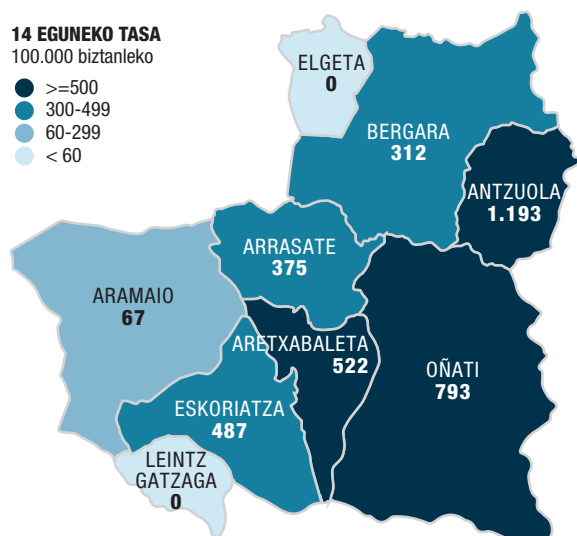 14 EGUNEKO TASA
100.000 biztanleko
>=500
300-499
60-299
< 60
ELGETA
0
BERGARA
312
ANTZUOLA
1.193
ARRASATE
375
ARAMAIO
67
ARETXABALETA
522
OÑATI
793
ESKORIATZA
487
LEINTZ
GATZAGA
0